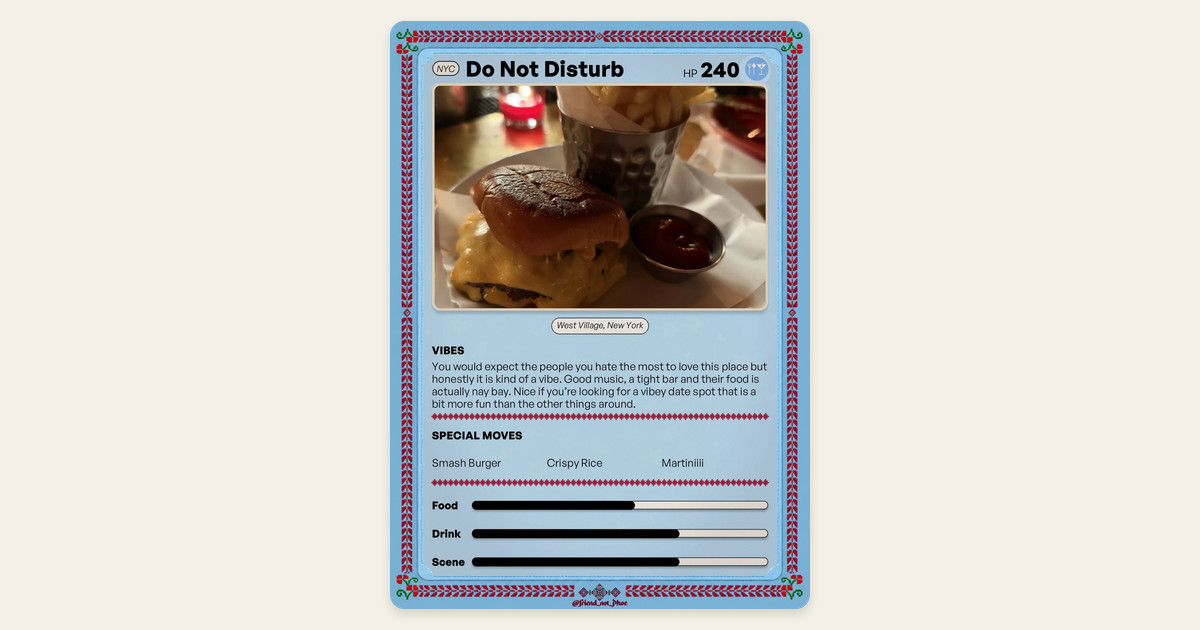 NYC Do Not Disturb HP 240
West Village, New York
VIBES
You would expect the people you hate the most to love this place but
honestly it is kind of a vibe. Good music, a tight bar and their food is
actually nay bay. Nice if you're looking for a vibey date spot that is a
bit more fun than the other things around.
SPECIAL MOVES
Smash Burger Crispy Rice Martiniiii
Food
Drink
Scene
@friend_not_phoe